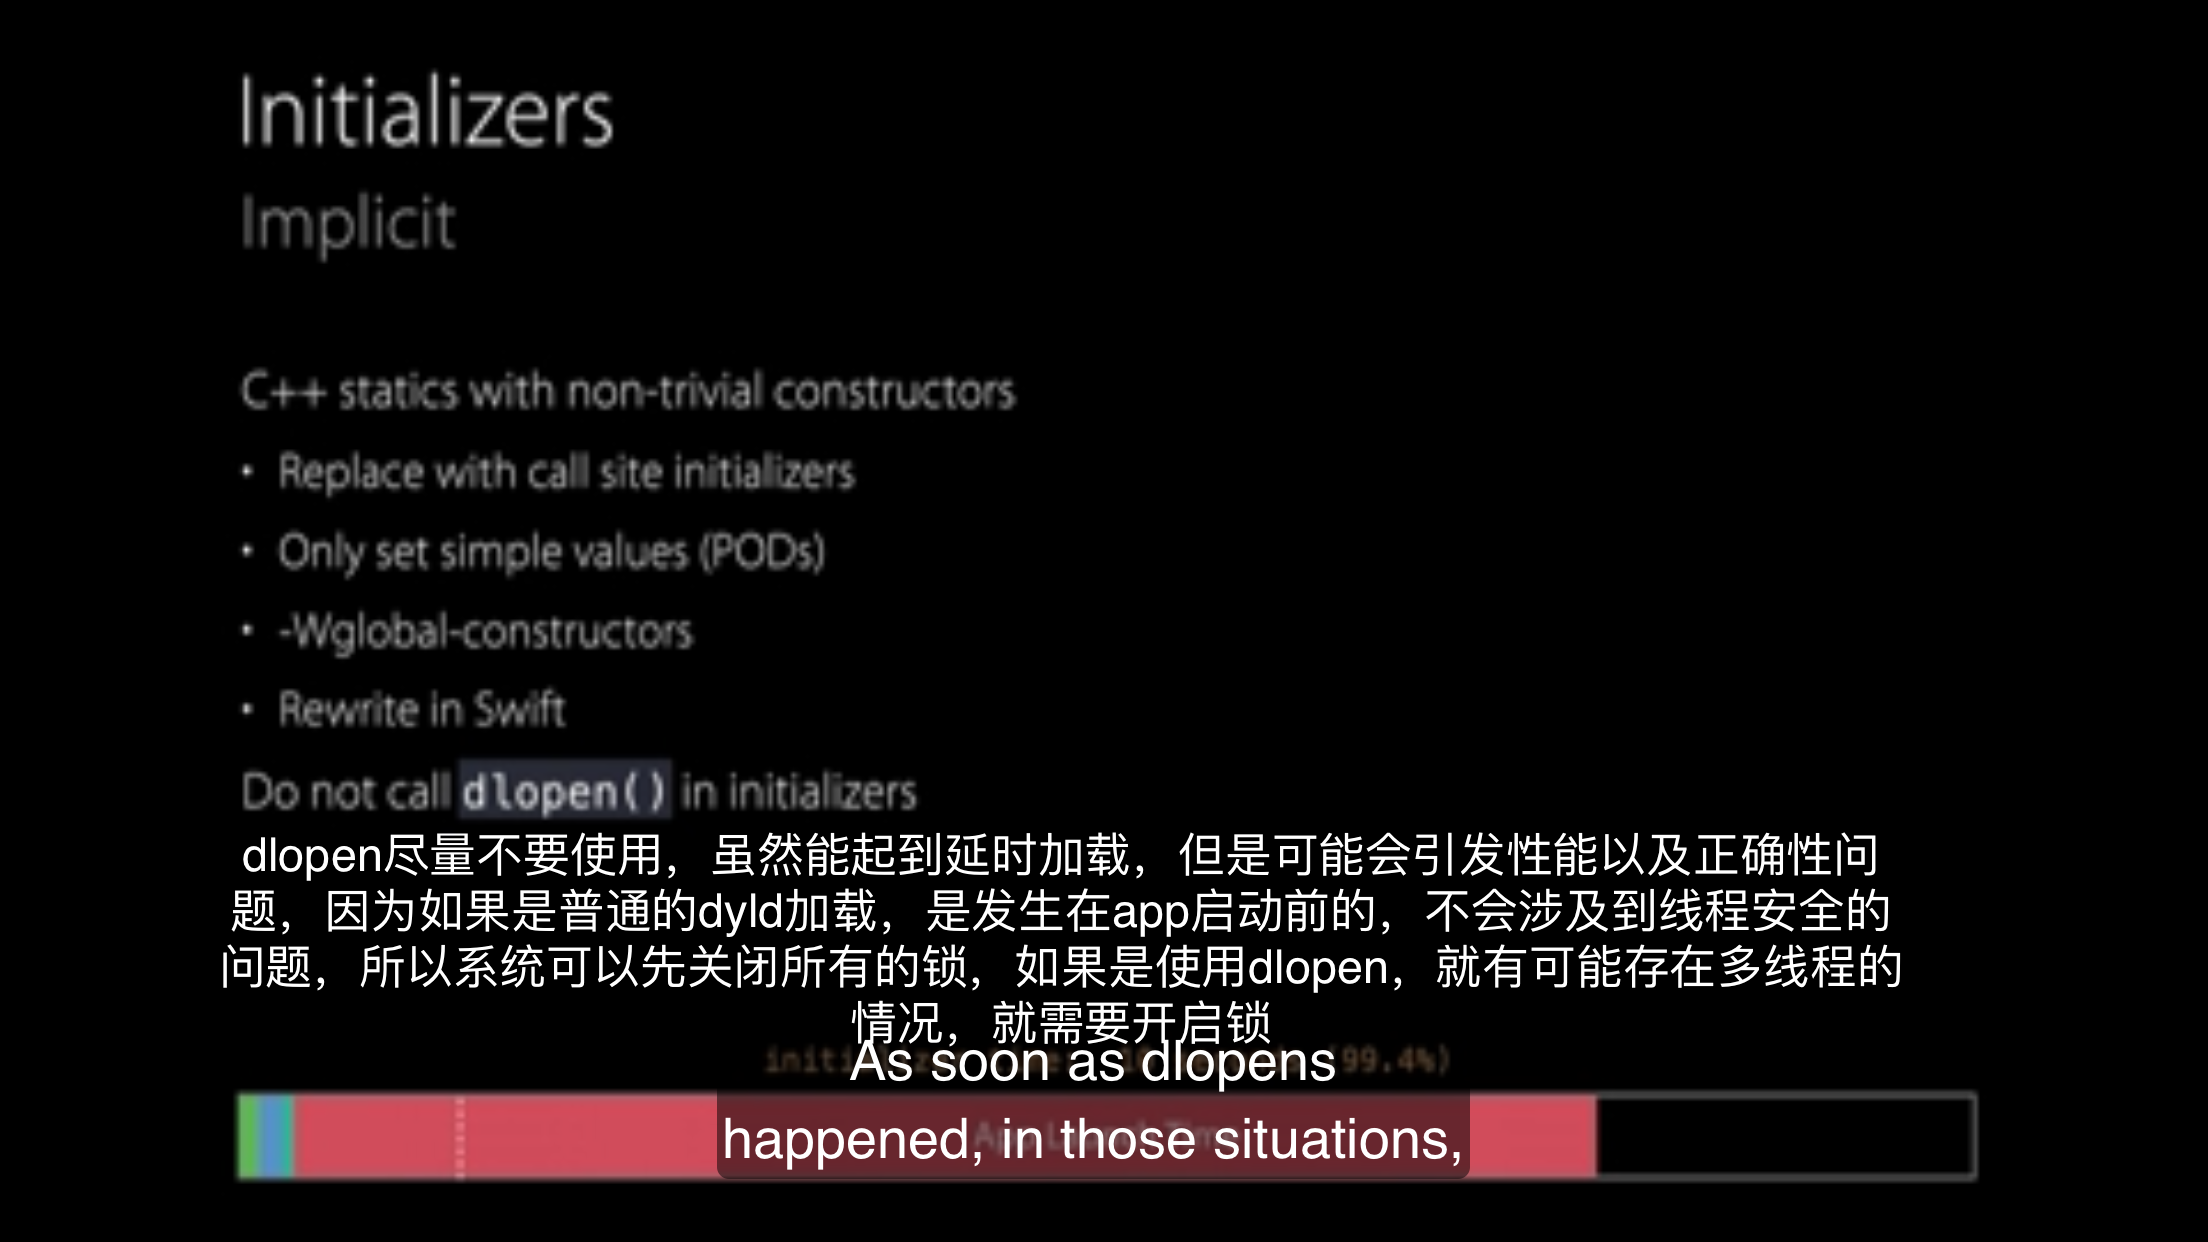 Initializers
Implicit
C++ statics with non-trivial constructors
• Replace with call site initializers
• Only set simple values (PODs)
• -Wglobal-constructors
• Rewrite in Swift
Do not call dlopen() in initializers
dlopen尽量不要使用，虽然能起到延时加载，但是可能会引发性能以及正确性问
题，因为如果是普通的dyld加载，是发生在app启动前的，不会涉及到线程安全的
问题，所以系统可以先关闭所有的锁，如果是使用dlopen，就有可能存在多线程的
情况，就需要开启锁
99.4%)
As soon as dlopens
happened, in those situations,